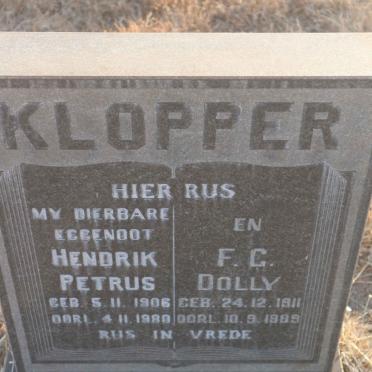 KLOPPER
HIER RUS
MY DIERBARE
EGGENOOT
HENDRIK
PETRUS
GEB. 5.11.1906
OORL. 4.11.1980
EN
F. C.
DOLLY
GEB. 24.12.1911
OORL. 10.9.1989
RUS IN VREDE